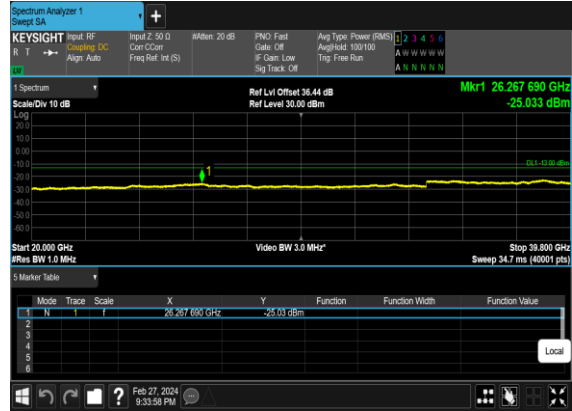 Spectrum Analyzer 1
Swept SA
+
KEYSIGHT Input: RF Input Z: 50 Ω #Atten: 20 dB PNO: Fast Avg Type: Power (RMS) 1 2 3 4 5 6
R T Coupling: DC Corr CCorr Gate: Off Avg|Hold: 100/100 A W W W W W
Align: Auto Freq Ref: Int (S) IF Gain: Low Trig: Free Run
LW Sig Track: Off A N N N N N
1 Spectrum Ref Lvl Offset 36.44 dB Mkr1 26.267 690 GHz
Scale/Div 10 dB Ref Level 30.00 dBm -25.033 dBm
Log
20.0
10.0
0.00
-10.0 DL1 -13.00 dBm
1
-20.0
-30.0
-40.0
-50.0
-60.0
Start 20.000 GHz Video BW 3.0 MHz* Stop 39.800 GHz
#Res BW 1.0 MHz Sweep 34.7 ms (40001 pts)
5 Marker Table
Mode Trace Scale X Y Function Function Width Function Value
1 N 1 f 26.267 690 GHz -25.03 dBm
2
3
4
5
6
Local
? Feb 27, 2024
9:33:58 PM